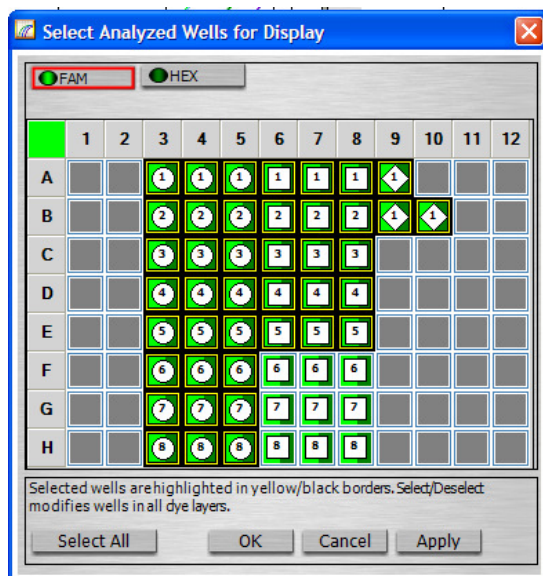 Select Analyzed Wells for Display
FAM HEX
1 2 3 4 5 6 7 8 9 10 11 12
A 1 1 1 1 1 1 1
B 2 2 2 2 2 2 1 1
C 3 3 3 3 3 3
D 4 4 4 4 4 4
E 5 5 5 5 5 5
F 6 6 6 6 6 6
G 7 7 7 7 7 7
H 8 8 8 8 8 8
Selected wells are highlighted in yellow/black borders. Select/Deselect
modifies wells in all dye layers.
Select All OK Cancel Apply